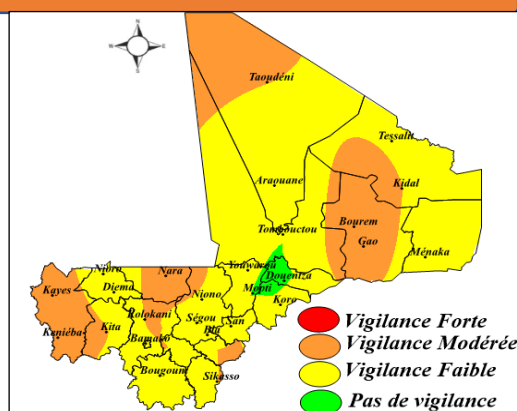 N
W E
S
Taoudéni
Tessalit
Araouane
Kidal
Bourem
Tombouctou
Gao
Ménaka
Youwarou
Douentza
Nioro
Nara
Mopti
Kayes
Diema
Niono
Koro
Kolokani
Ségou
San
Kéniéba
Kita
Bla
Bamako
Bougouni
Sikasso
Vigilance Forte
Vigilance Modérée
Vigilance Faible
Pas de vigilance